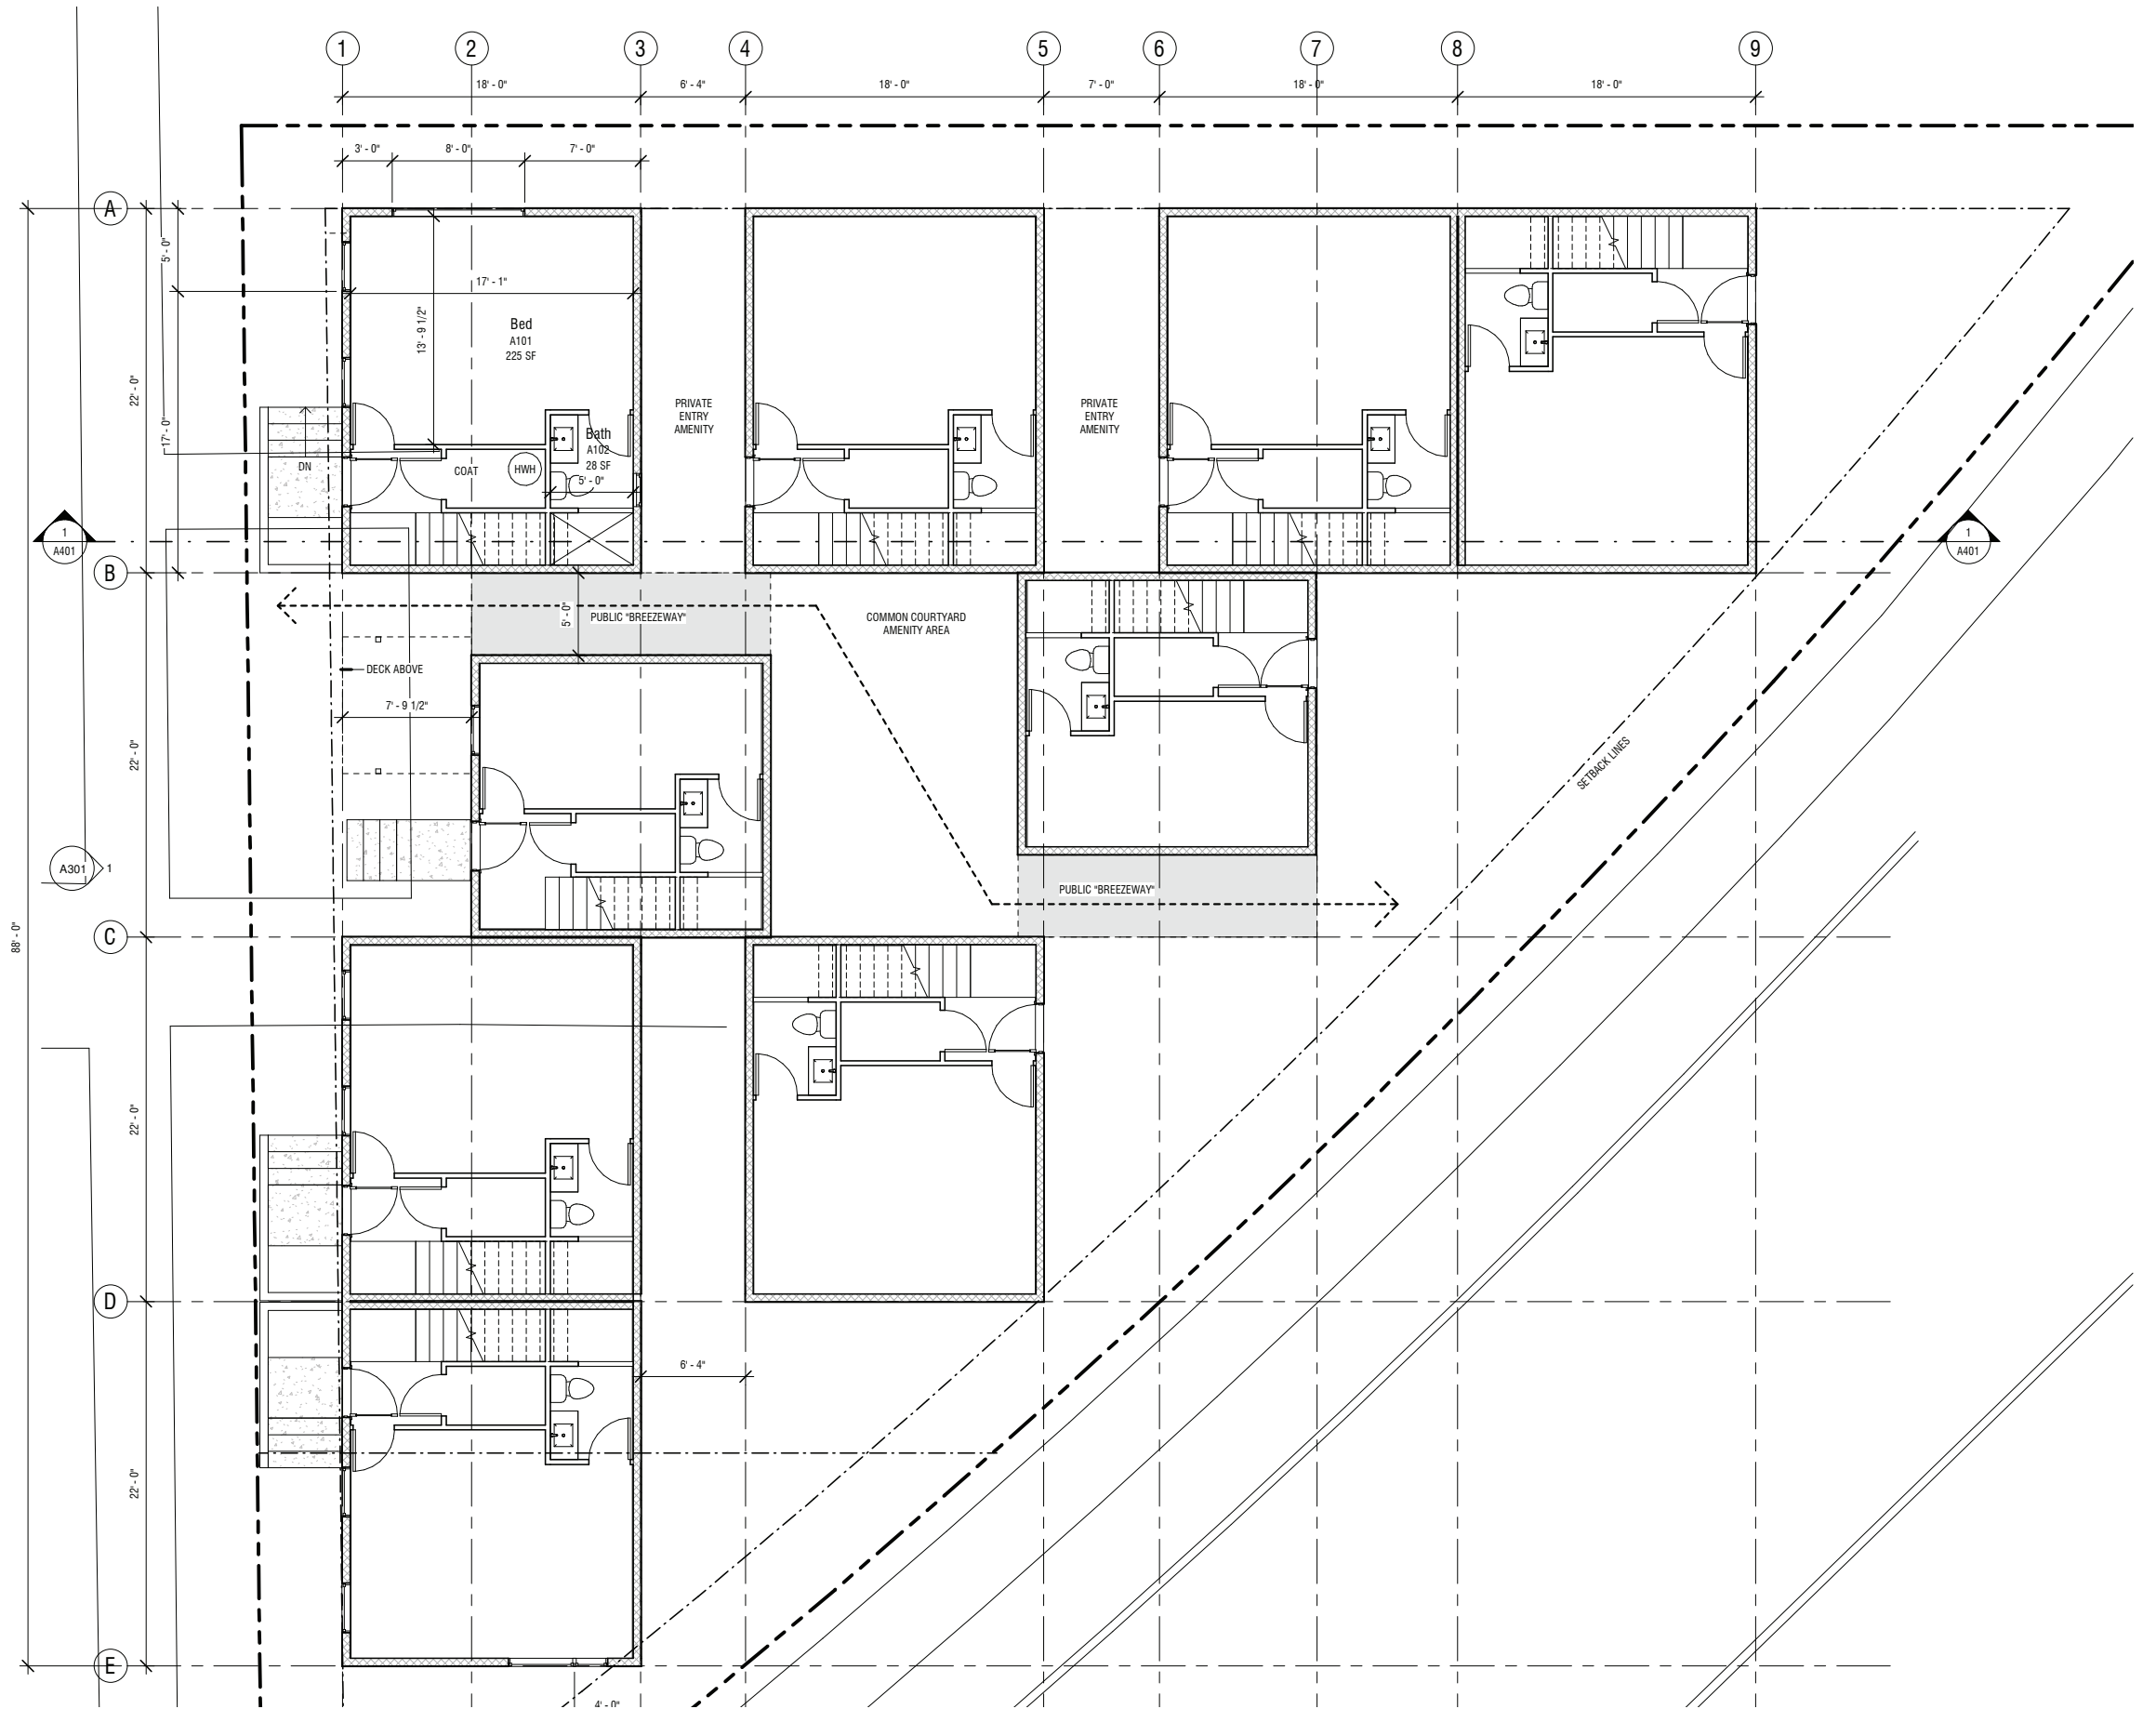 1 2 3 4 5 6 7 8 9
18' - 0" 6' - 4" 18' - 0" 7' - 0" 18' - 0" 18' - 0"
3' - 0" 8' - 0" 7' - 0"
A
5' - 0"
17' - 1"
13' - 9 1/2"
Bed
A101
225 SF
22' - 0"
17' - 0"
PRIVATE
ENTRY
AMENITY
PRIVATE
ENTRY
AMENITY
Bath
A102
28 SF
DN
COAT
HWH
5' - 0"
1
A401
1
A401
B
5' - 0"
PUBLIC "BREEZEWAY"
COMMON COURTYARD
AMENITY AREA
DECK ABOVE
7' - 9 1/2"
22' - 0"
SETBACK LINES
A301
1
PUBLIC "BREEZEWAY"
C
88' - 0"
22' - 0"
D
6' - 4"
22' - 0"
E
4' - 0"